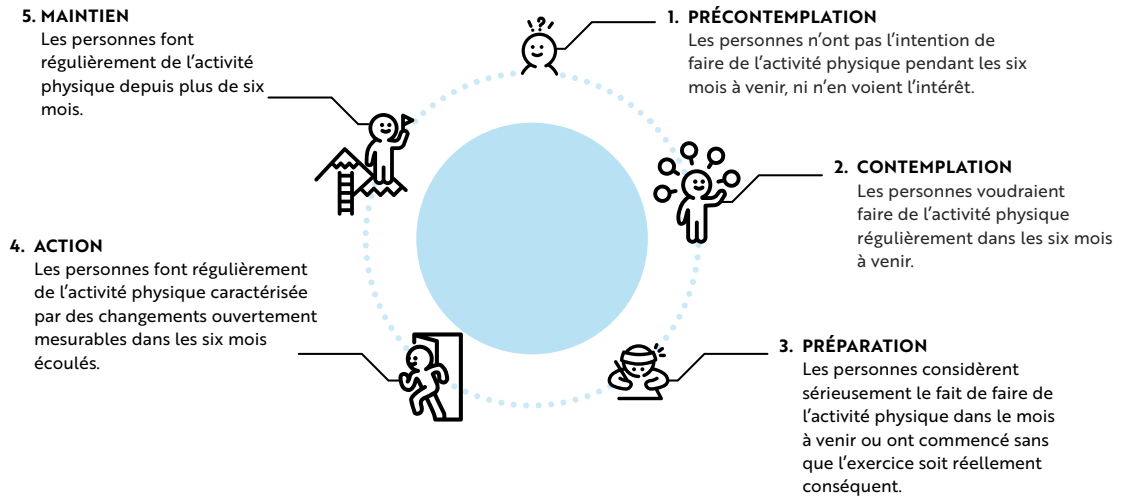 1. PRÉCONTEMPLATION
Les personnes n’ont pas l’intention de
faire de l’activité physique pendant les six
mois à venir, ni n’en voient l’intérêt.
2. CONTEMPLATION
Les personnes voudraient
faire de l’activité physique
régulièrement dans les six mois
à venir.
3. PRÉPARATION
Les personnes considèrent
sérieusement le fait de faire de
l’activité physique dans le mois
à venir ou ont commencé sans
que l’exercice soit réellement
conséquent.
4. ACTION
Les personnes font régulièrement
de l’activité physique caractérisée
par des changements ouvertement
mesurables dans les six mois
écoulés.
5. MAINTIEN
Les personnes font
régulièrement de l’activité
physique depuis plus de six
mois.